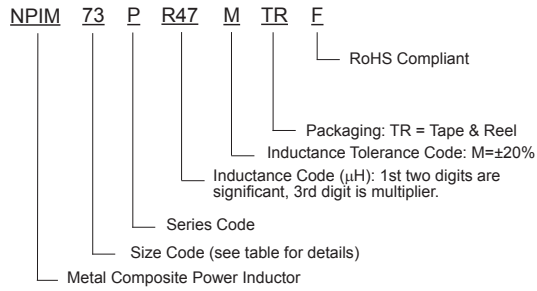 NPIM 73 P R47 M TR F
RoHS Compliant
Packaging: TR = Tape & Reel
Inductance Tolerance Code: M=±20%
Inductance Code (μH): 1st two digits are
significant, 3rd digit is multiplier.
Series Code
Size Code (see table for details)
Metal Composite Power Inductor